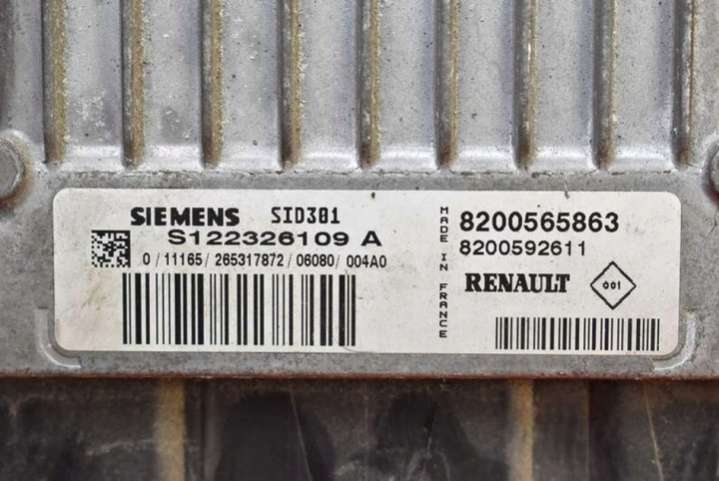 SIEMENS SID301
S122326109 A
0 / 11165 / 265317872 / 06080 / 004A0
MADE IN FRANCE
8200565863
8200592611
RENAULT 001